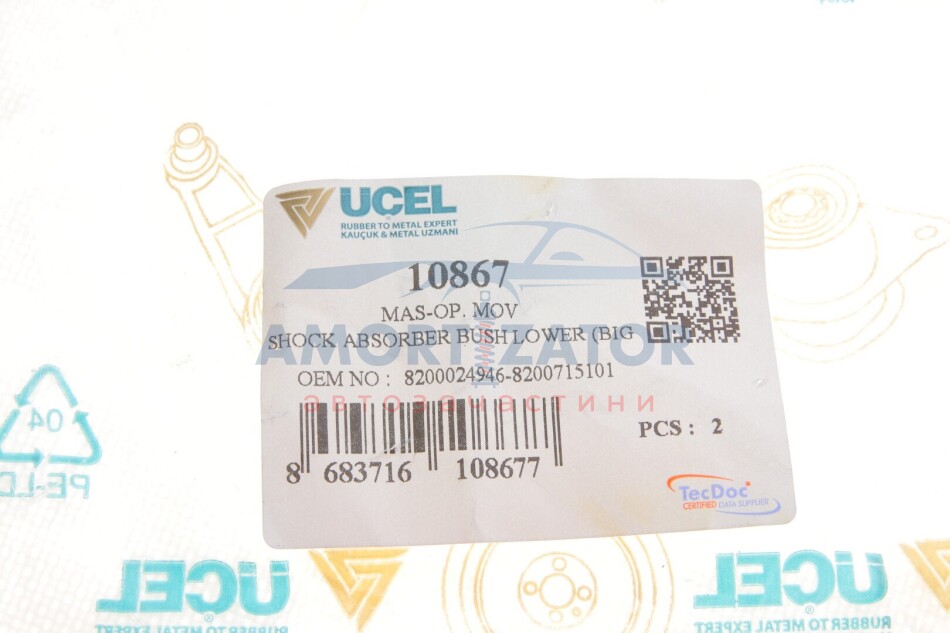 UCEL
RUBBER TO METAL EXPERT
KAUÇUK & METAL UZMANI
10867
MAS-OP. MOV
SHOCK ABSORBER BUSH LOWER (BIG
AMORTIZATOR
OEM NO : 8200024946-8200715101
автозапчастини
PCS : 2
8 683716 108677
TecDoc
CERTIFIED DATA SUPPLIER
04
PE-LD
UCEL
RUBBER TO METAL EXPERT
UCEL
RUBBER TO METAL EXPERT